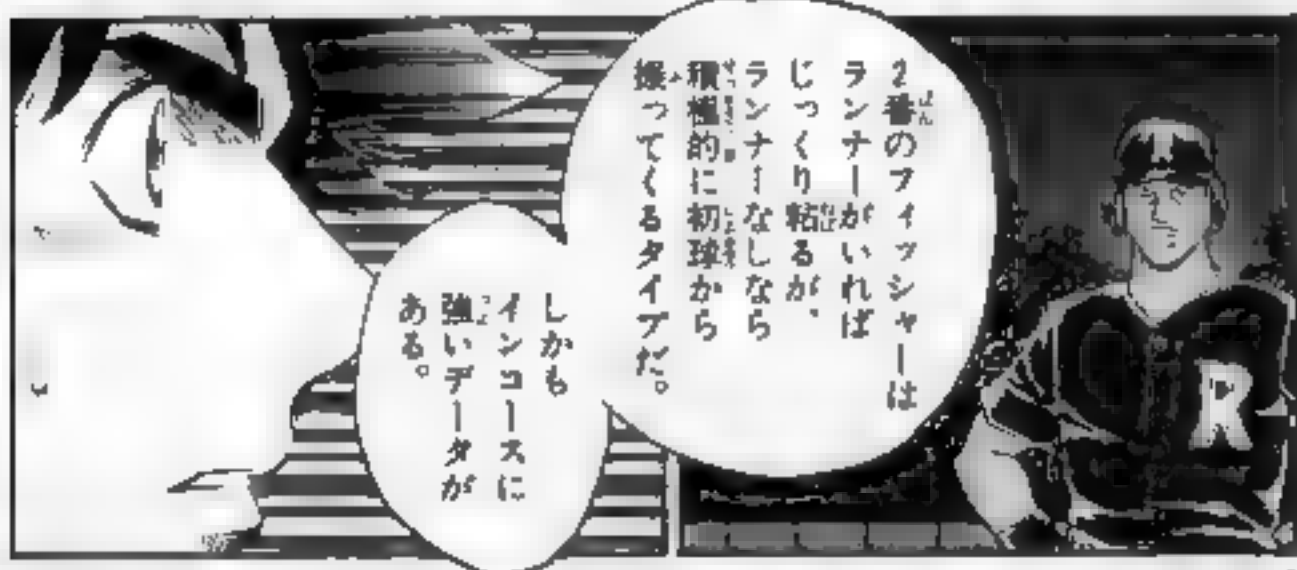 2番のフィッシャーは
ランナーがいれば
じっくり粘るが、
ランナーなしなら
積極的に初球から
振ってくるタイプだ。
しかも
インコースに
強いデータが
ある。
R